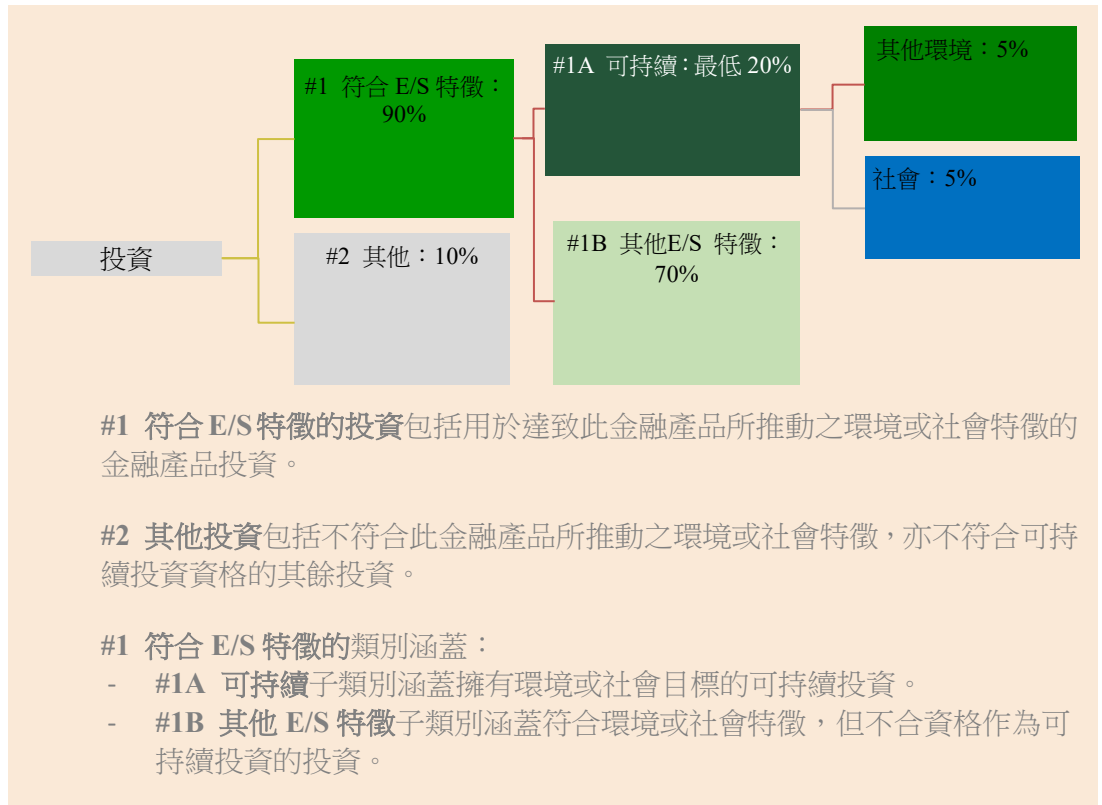 #1 符合 E/S 特徵：
90%
#1A 可持續：最低 20%
其他環境：5%
社會：5%
投資
#2 其他：10%
#1B 其他E/S 特徵：
70%
#1 符合 E/S 特徵的投資包括用於達致此金融產品所推動之環境或社會特徵的
金融產品投資。
#2 其他投資包括不符合此金融產品所推動之環境或社會特徵，亦不符合可持
續投資資格的其餘投資。
#1 符合 E/S 特徵的類別涵蓋：
- #1A 可持續子類別涵蓋擁有環境或社會目標的可持續投資。
- #1B 其他 E/S 特徵子類別涵蓋符合環境或社會特徵，但不合資格作為可
持續投資的投資。